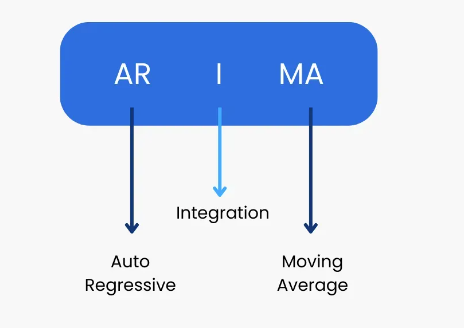 AR I MA
Integration
Auto
Regressive
Moving
Average